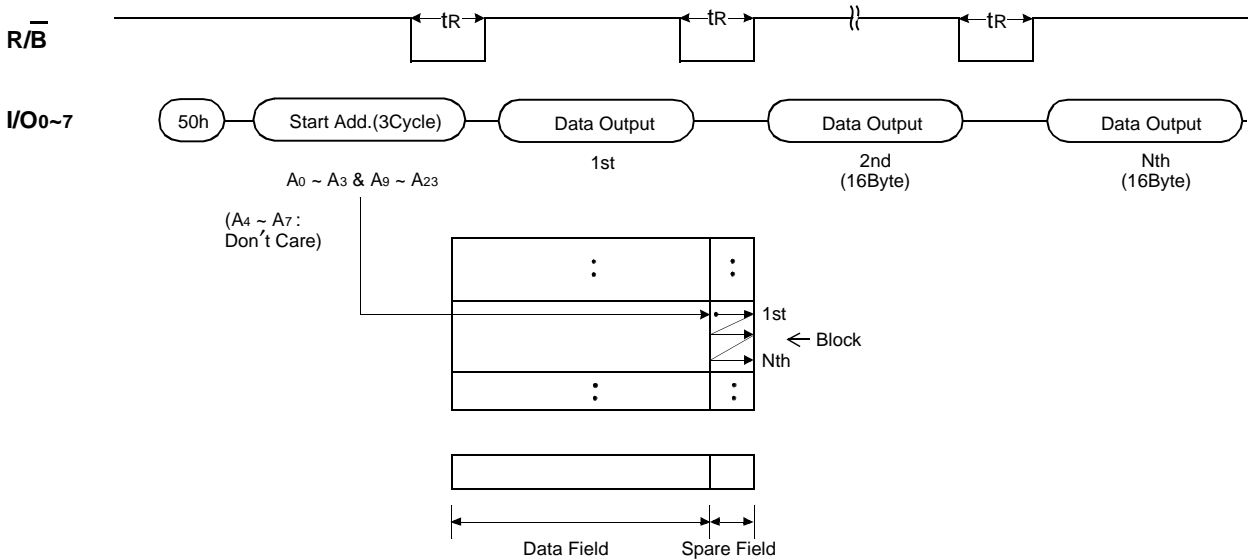 tR tR tR
R/B̅
I/O0~7
50h Start Add.(3Cycle) Data Output Data Output Data Output
1st 2nd Nth
(16Byte) (16Byte)
A0 ~ A3 & A9 ~ A23
(A4 ~ A7 :
Don't Care)
1st
Block
Nth
Data Field Spare Field